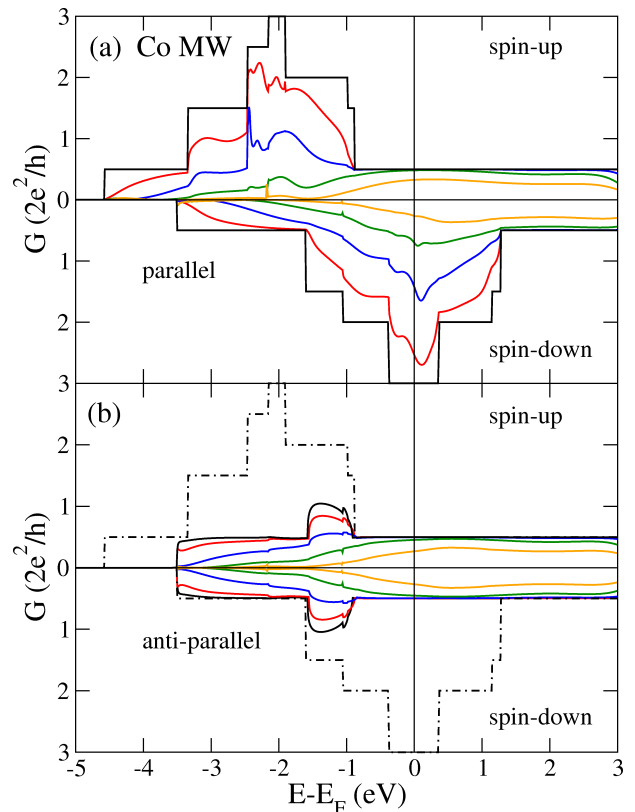 3
(a) Co MW
spin-up
2
1
0
G (2e²/h)
1
parallel
2
spin-down
3
(b)
spin-up
2
1
0
G (2e²/h)
1
anti-parallel
2
spin-down
3
-5 -4 -3 -2 -1 0 1 2 3
E-E_F (eV)